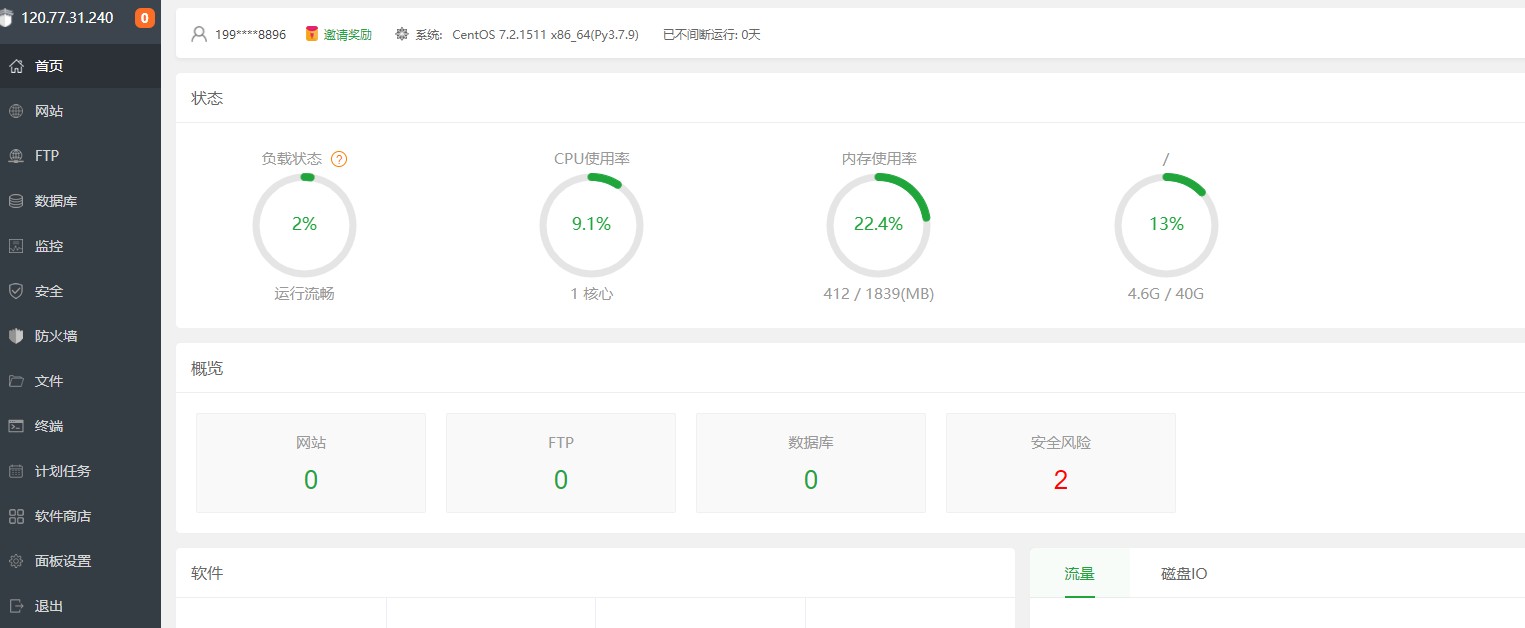 120.77.31.240 0
首页
网站
FTP
数据库
监控
安全
防火墙
文件
终端
计划任务
软件商店
面板设置
退出
199****8896 邀请奖励 系统: CentOS 7.2.1511 x86_64(Py3.7.9) 已不间断运行: 0天
状态
负载状态 ? CPU使用率 内存使用率 /
2% 9.1% 22.4% 13%
运行流畅 1 核心 412 / 1839(MB) 4.6G / 40G
概览
网站 FTP 数据库 安全风险
0 0 0 2
软件 流量 磁盘IO